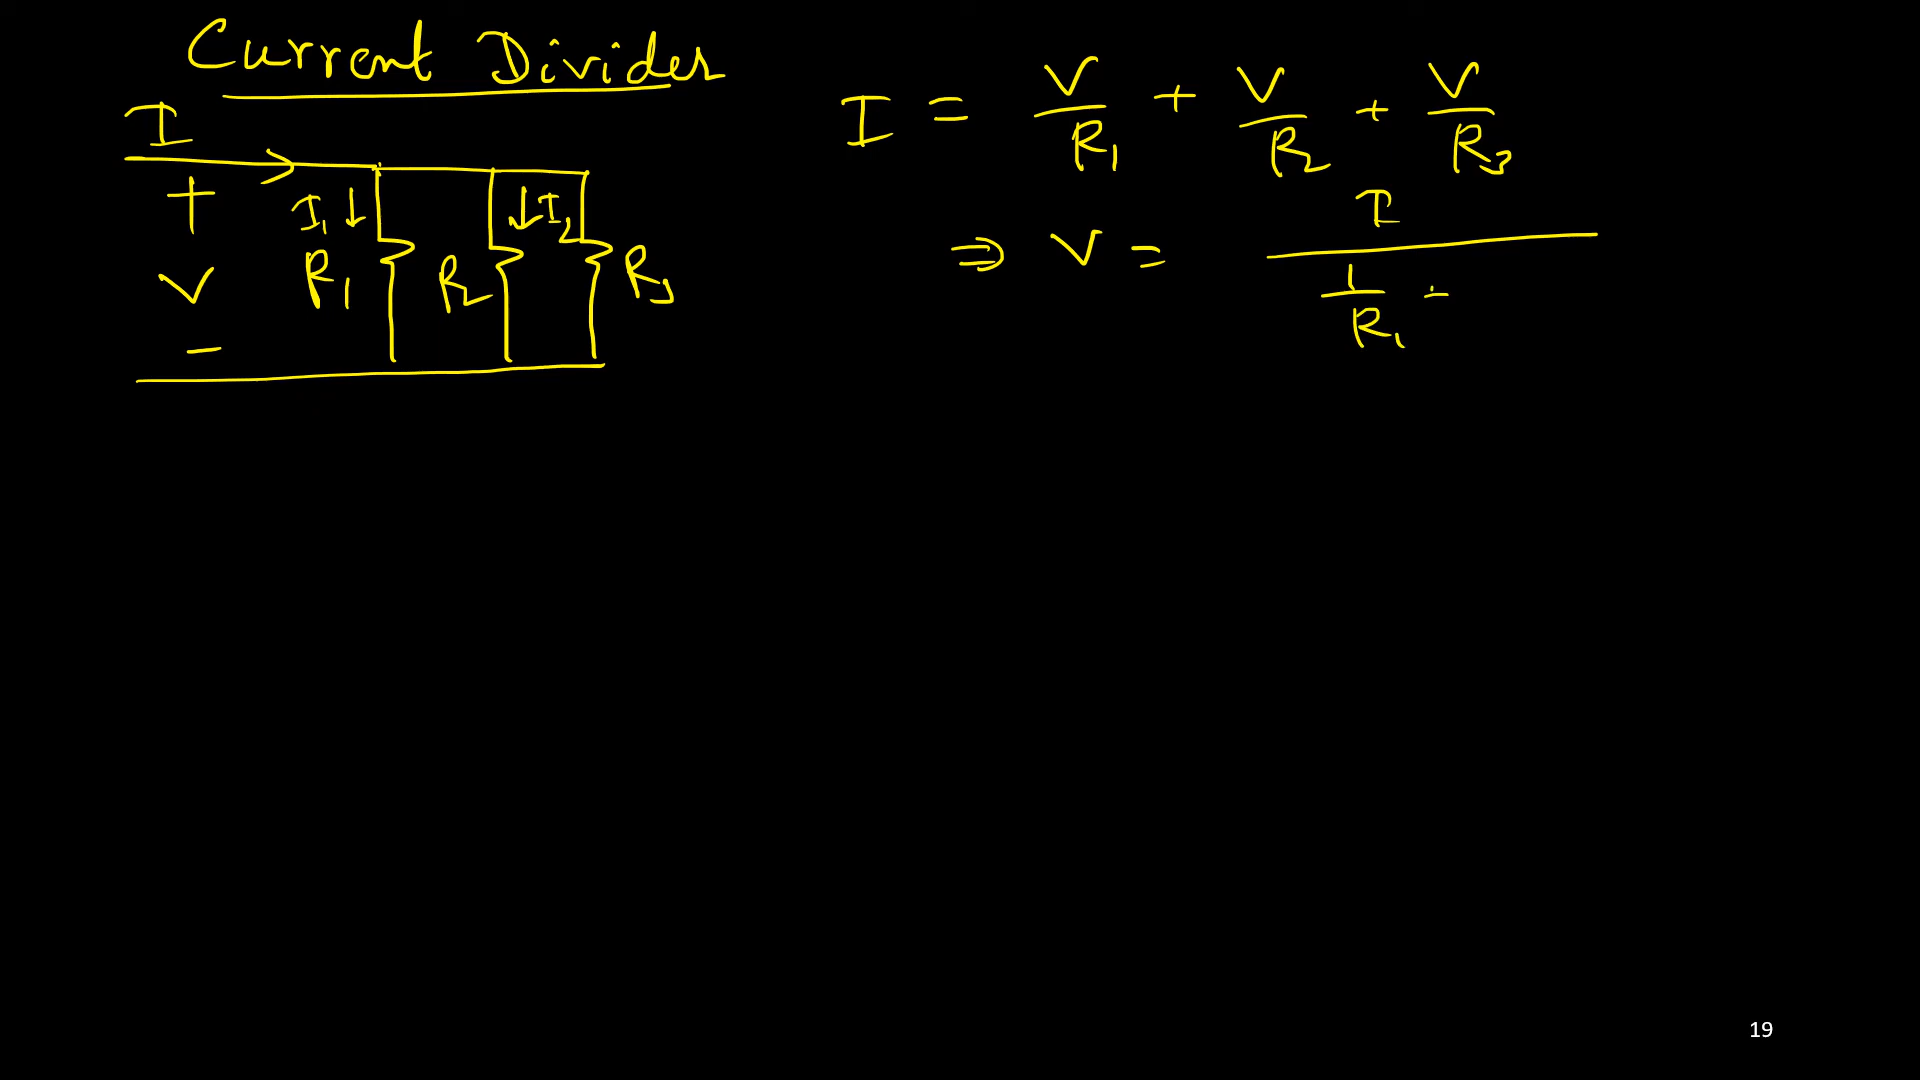 Current Divider
I = V/R1 + V/R2 + V/R3
I
+ I1 ↓ ↓ I2
⇒ V = I / (1/R1 +
V R1 R2 R3
−
19